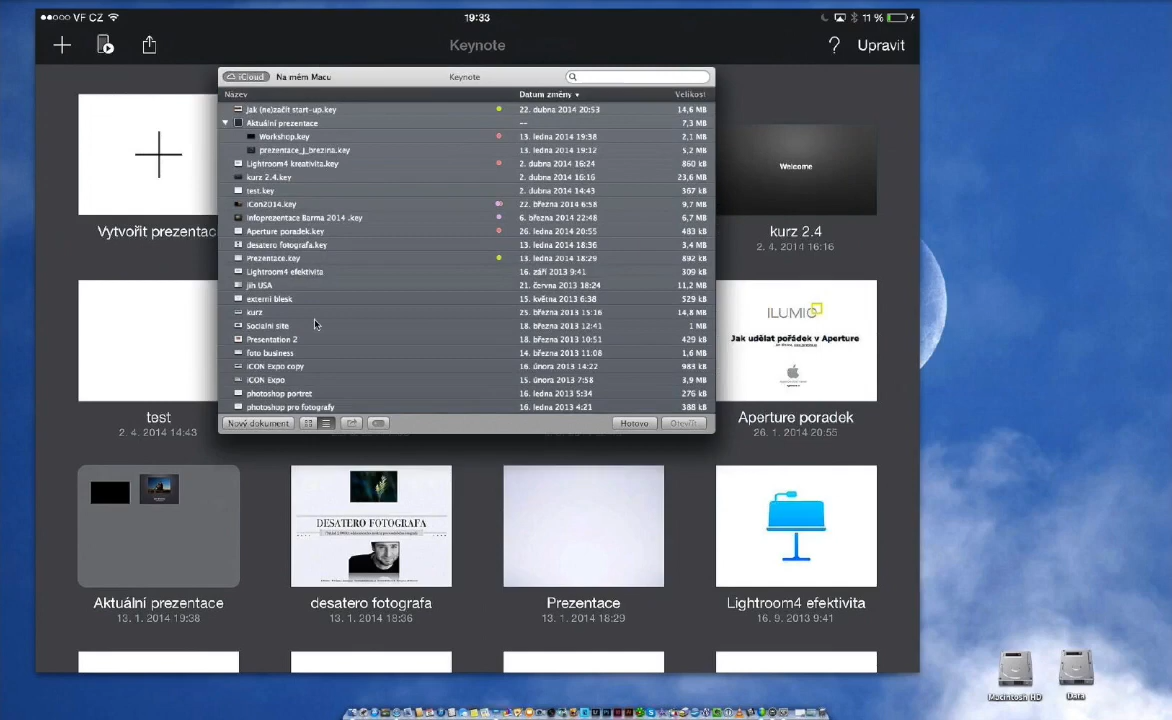 VF CZ
19:33
11 %
Keynote
?
Upravit
iCloud
Na mém Macu
Keynote
Název
Datum změny
Velikost
Jak (ne)začít start-up.key
22. dubna 2014 20:53
14,6 MB
Aktuální prezentace
--
7,3 MB
Workshop.key
13. ledna 2014 19:38
2,1 MB
prezentace_j_brezina.key
13. ledna 2014 19:12
5,2 MB
Lightroom4 kreativita.key
2. dubna 2014 16:24
860 kB
kurz 2.4.key
2. dubna 2014 16:16
23,6 MB
test.key
2. dubna 2014 14:43
367 kB
iCon2014.key
22. března 2014 6:58
9,7 MB
Infoprezentace Barma 2014 .key
6. března 2014 22:48
6,7 MB
Aperture poradek.key
26. ledna 2014 20:55
483 kB
desatero fotografa.key
13. ledna 2014 18:36
3,4 MB
Prezentace.key
13. ledna 2014 18:29
892 kB
Lightroom4 efektivita
16. září 2013 9:41
309 kB
jih USA
21. června 2013 18:24
11,2 MB
externi blesk
15. května 2013 6:38
529 kB
kurz
25. března 2013 15:16
14,8 MB
Socialni site
18. března 2013 12:41
1 MB
Presentation 2
18. března 2013 10:51
429 kB
foto business
14. března 2013 11:08
1,6 MB
iCON Expo copy
16. února 2013 14:22
983 kB
iCON Expo
15. února 2013 7:58
3,9 MB
photoshop portret
16. ledna 2013 5:34
276 kB
photoshop pro fotografy
16. ledna 2013 4:21
388 kB
Nový dokument
Hotovo
Otevřít
Vytvořit prezentac
Welcome
kurz 2.4
2. 4. 2014 16:16
test
2. 4. 2014 14:43
ILUMIO
Jak udělat pořádek v Aperture
Aperture poradek
26. 1. 2014 20:55
Aktuální prezentace
13. 1. 2014 19:38
DESATERO FOTOGRAFA
desatero fotografa
13. 1. 2014 18:36
Prezentace
13. 1. 2014 18:29
Lightroom4 efektivita
16. 9. 2013 9:41
Macintosh HD
Data